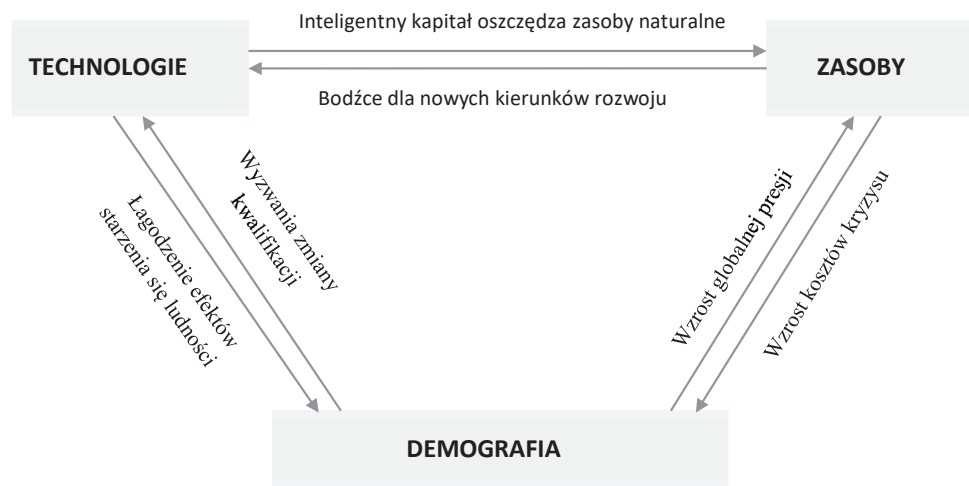 Inteligentny kapitał oszczędza zasoby naturalne
TECHNOLOGIE
ZASOBY
Bodźce dla nowych kierunków rozwoju
Łagodzenie efektów
starzenia się ludności
Wyzwania zmiany
kwalifikacji
Wzrost globalnej presji
Wzrost kosztów kryzysu
DEMOGRAFIA